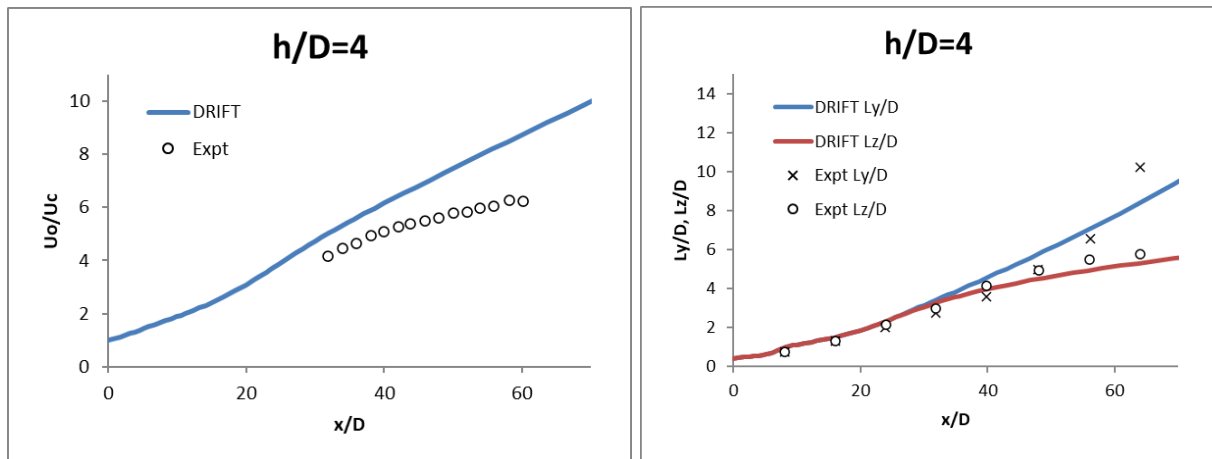 h/D=4
10
8
6
4
2
0
Uo/Uc
DRIFT
Expt
0
20
40
60
x/D
h/D=4
14
12
10
8
6
4
2
0
Ly/D, Lz/D
DRIFT Ly/D
DRIFT Lz/D
Expt Ly/D
Expt Lz/D
0
20
40
60
x/D